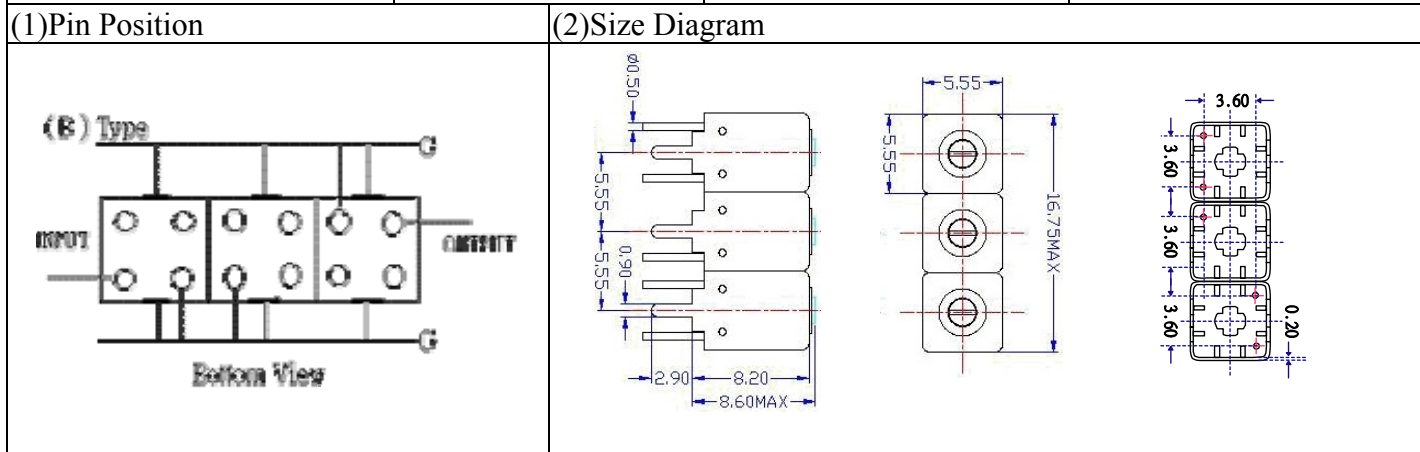 (1)Pin Position
(2)Size Diagram
(B) Type
G
INPUT
OUTPUT
G
Bottom View
Ø0.50
5.55
5.55
0.90
2.90
8.20
8.60MAX
5.55
5.55
16.75MAX
3.60
3.60
3.60
3.60
0.20